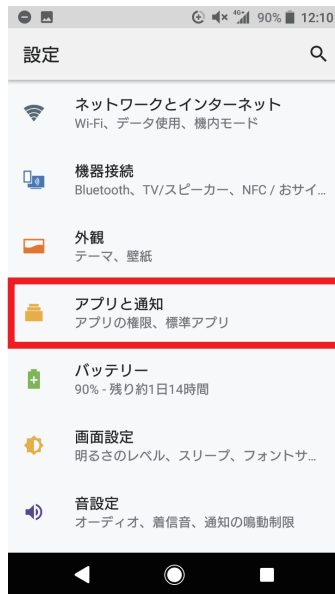 4G+ 90% 12:10
設定
ネットワークとインターネット
Wi-Fi、データ使用、機内モード
機器接続
Bluetooth、TV/スピーカー、NFC / おサイ...
外観
テーマ、壁紙
アプリと通知
アプリの権限、標準アプリ
バッテリー
90% - 残り約1日14時間
画面設定
明るさのレベル、スリープ、フォントサ...
音設定
オーディオ、着信音、通知の鳴動制限